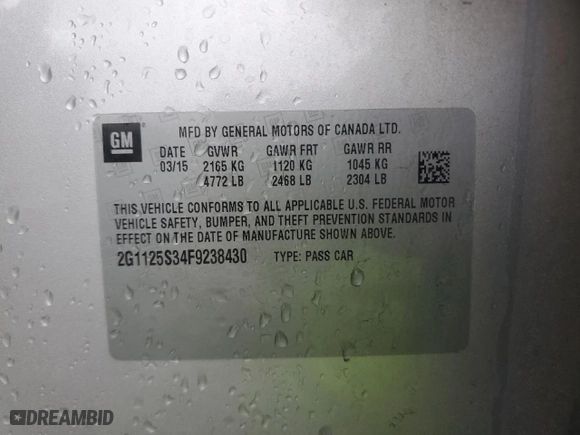 GM
MFD BY GENERAL MOTORS OF CANADA LTD.
DATE GVWR GAWR FRT GAWR RR
03/15 2165 KG 1120 KG 1045 KG
4772 LB 2468 LB 2304 LB
THIS VEHICLE CONFORMS TO ALL APPLICABLE U.S. FEDERAL MOTOR
VEHICLE SAFETY, BUMPER, AND THEFT PREVENTION STANDARDS IN
EFFECT ON THE DATE OF MANUFACTURE SHOWN ABOVE.
2G1125S34F9238430 TYPE: PASS CAR
DREAMBID